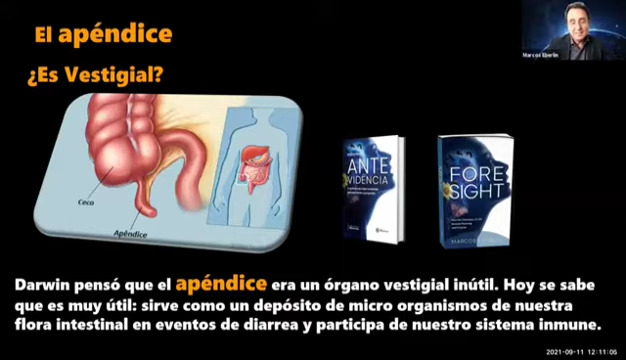 El apéndice
Marcos Eberlin
¿Es Vestigial?
Ceco
Apéndice
ANTE
VIDENCIA
FORE
SIGHT
MARCOS
Darwin pensó que el apéndice era un órgano vestigial inútil. Hoy se sabe
que es muy útil: sirve como un depósito de micro organismos de nuestra
flora intestinal en eventos de diarrea y participa de nuestro sistema inmune.
2021-09-11 12:11:06